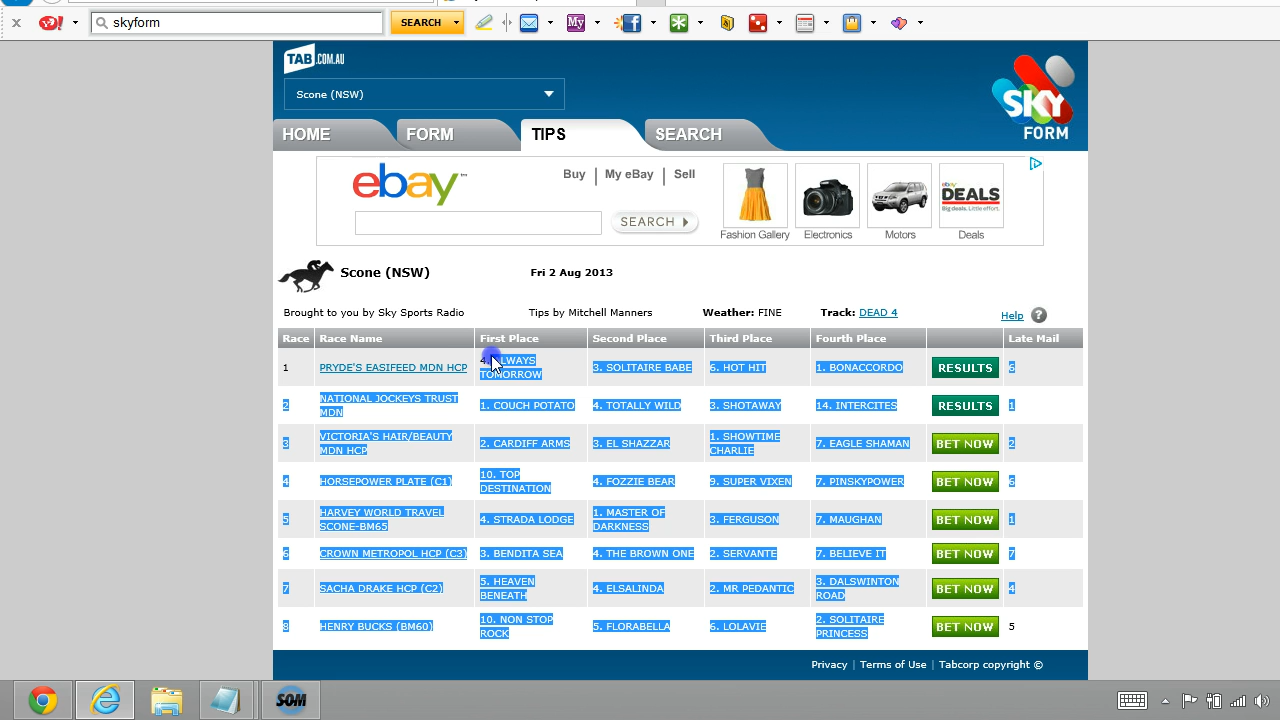 skyform
SEARCH
My
TAB.COM.AU
Scone (NSW)
SKY
FORM
HOME
FORM
TIPS
SEARCH
ebay
Buy | My eBay | Sell
SEARCH
Fashion Gallery
Electronics
Motors
ebay
DEALS
Big deals. Little effort.
Deals
Scone (NSW)
Fri 2 Aug 2013
Brought to you by Sky Sports Radio
Tips by Mitchell Manners
Weather: FINE
Track: DEAD 4
Help ?
Race Race Name First Place Second Place Third Place Fourth Place Late Mail
1 PRYDE'S EASIFEED MDN HCP 4. ALWAYS TOMORROW 3. SOLITAIRE BABE 6. HOT HIT 1. BONACCORDO RESULTS 6
2 NATIONAL JOCKEYS TRUST MDN 1. COUCH POTATO 4. TOTALLY WILD 3. SHOTAWAY 14. INTERCITES RESULTS 1
3 VICTORIA'S HAIR/BEAUTY MDN HCP 2. CARDIFF ARMS 3. EL SHAZZAR 1. SHOWTIME CHARLIE 7. EAGLE SHAMAN BET NOW 2
4 HORSEPOWER PLATE (C1) 10. TOP DESTINATION 4. FOZZIE BEAR 9. SUPER VIXEN 7. PINSKYPOWER BET NOW 6
5 HARVEY WORLD TRAVEL SCONE-BM65 4. STRADA LODGE 1. MASTER OF DARKNESS 3. FERGUSON 7. MAUGHAN BET NOW 1
6 CROWN METROPOL HCP (C3) 3. BENDITA SEA 4. THE BROWN ONE 2. SERVANTE 7. BELIEVE IT BET NOW 7
7 SACHA DRAKE HCP (C2) 5. HEAVEN BENEATH 4. ELSALINDA 2. MR PEDANTIC 3. DALSWINTON ROAD BET NOW 4
8 HENRY BUCKS (BM60) 10. NON STOP ROCK 5. FLORABELLA 6. LOLAVIE 2. SOLITAIRE PRINCESS BET NOW 5
Privacy | Terms of Use | Tabcorp copyright ©
SOM